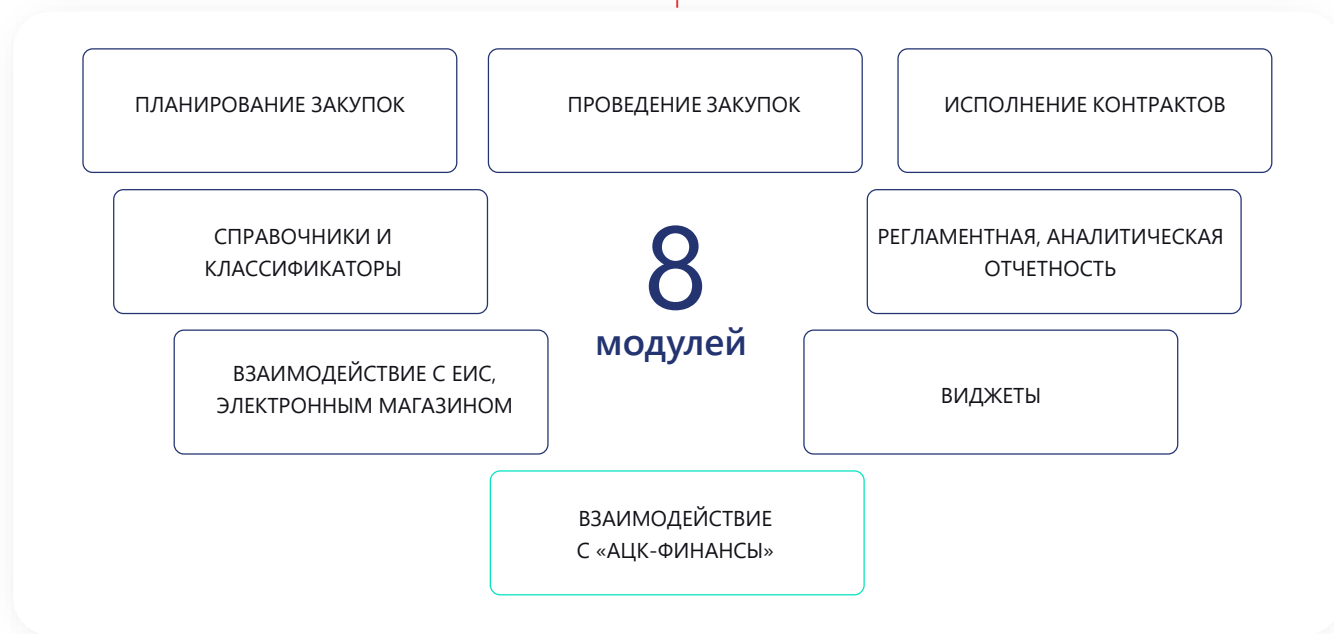 ПЛАНИРОВАНИЕ ЗАКУПОК
ПРОВЕДЕНИЕ ЗАКУПОК
ИСПОЛНЕНИЕ КОНТРАКТОВ
СПРАВОЧНИКИ И
КЛАССИФИКАТОРЫ
8
модулей
РЕГЛАМЕНТНАЯ, АНАЛИТИЧЕСКАЯ
ОТЧЕТНОСТЬ
ВЗАИМОДЕЙСТВИЕ С ЕИС,
ЭЛЕКТРОННЫМ МАГАЗИНОМ
ВИДЖЕТЫ
ВЗАИМОДЕЙСТВИЕ
С «АЦК-ФИНАНСЫ»